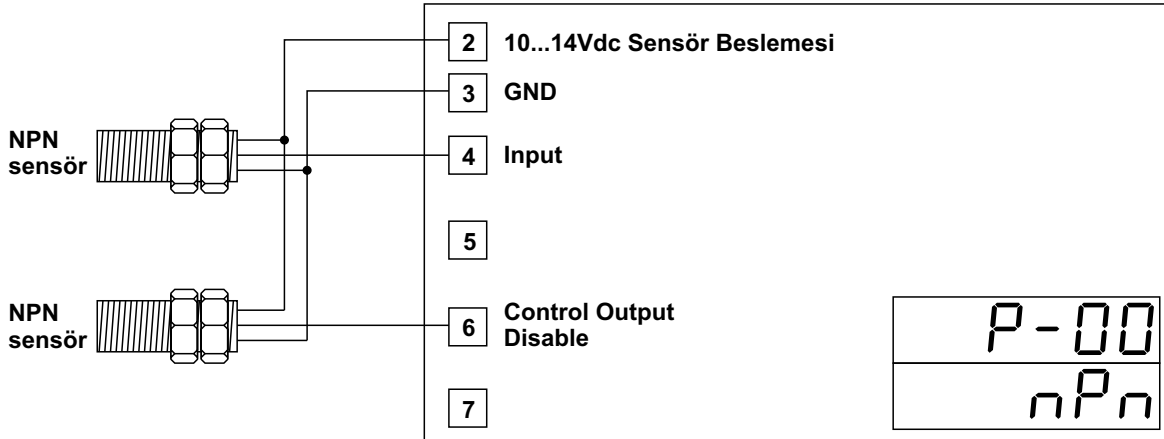 2 10...14Vdc Sensör Beslemesi
3 GND
NPN
sensör
4 Input
5
NPN
sensör
6 Control Output
Disable
7
P-00
nPn